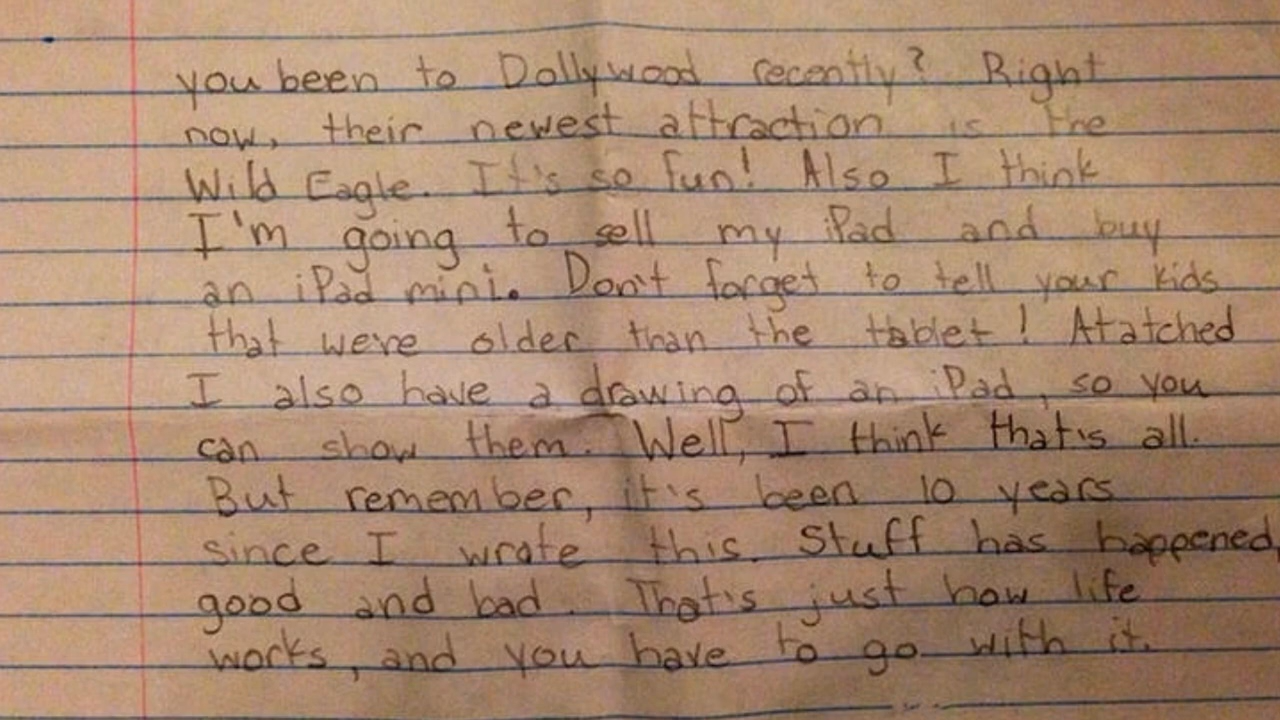 you been to Dollywood recently? Right
now, their newest attraction is the
Wild Eagle. It's so fun! Also I think
I'm going to sell my iPad and buy
an iPad mini. Don't forget to tell your kids
that were older than the tablet! Atatched
I also have a drawing of an iPad, so you
can show them. Well, I think that's all.
But remember, it's been 10 years
since I wrote this. Stuff has happened,
good and bad. That's just how life
works, and you have to go with it.